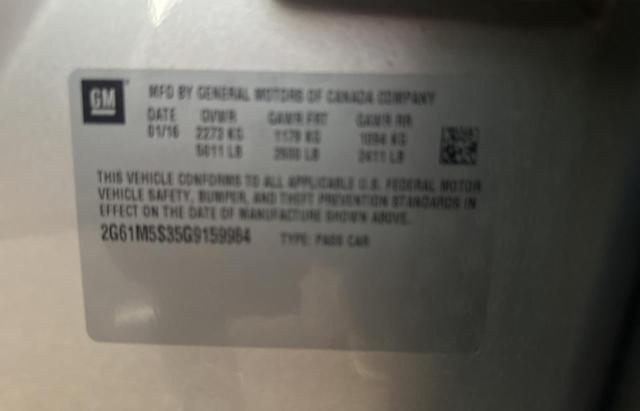 GM
MFD BY GENERAL MOTORS OF CANADA COMPANY
DATE GVWR GAWR FRT GAWR RR
01/16 2273 KG 1179 KG 1094 KG
5011 LB 2600 LB 2411 LB
THIS VEHICLE CONFORMS TO ALL APPLICABLE U.S. FEDERAL MOTOR
VEHICLE SAFETY, BUMPER, AND THEFT PREVENTION STANDARDS IN
EFFECT ON THE DATE OF MANUFACTURE SHOWN ABOVE.
2G61M5S35G9159984 TYPE: PASS CAR